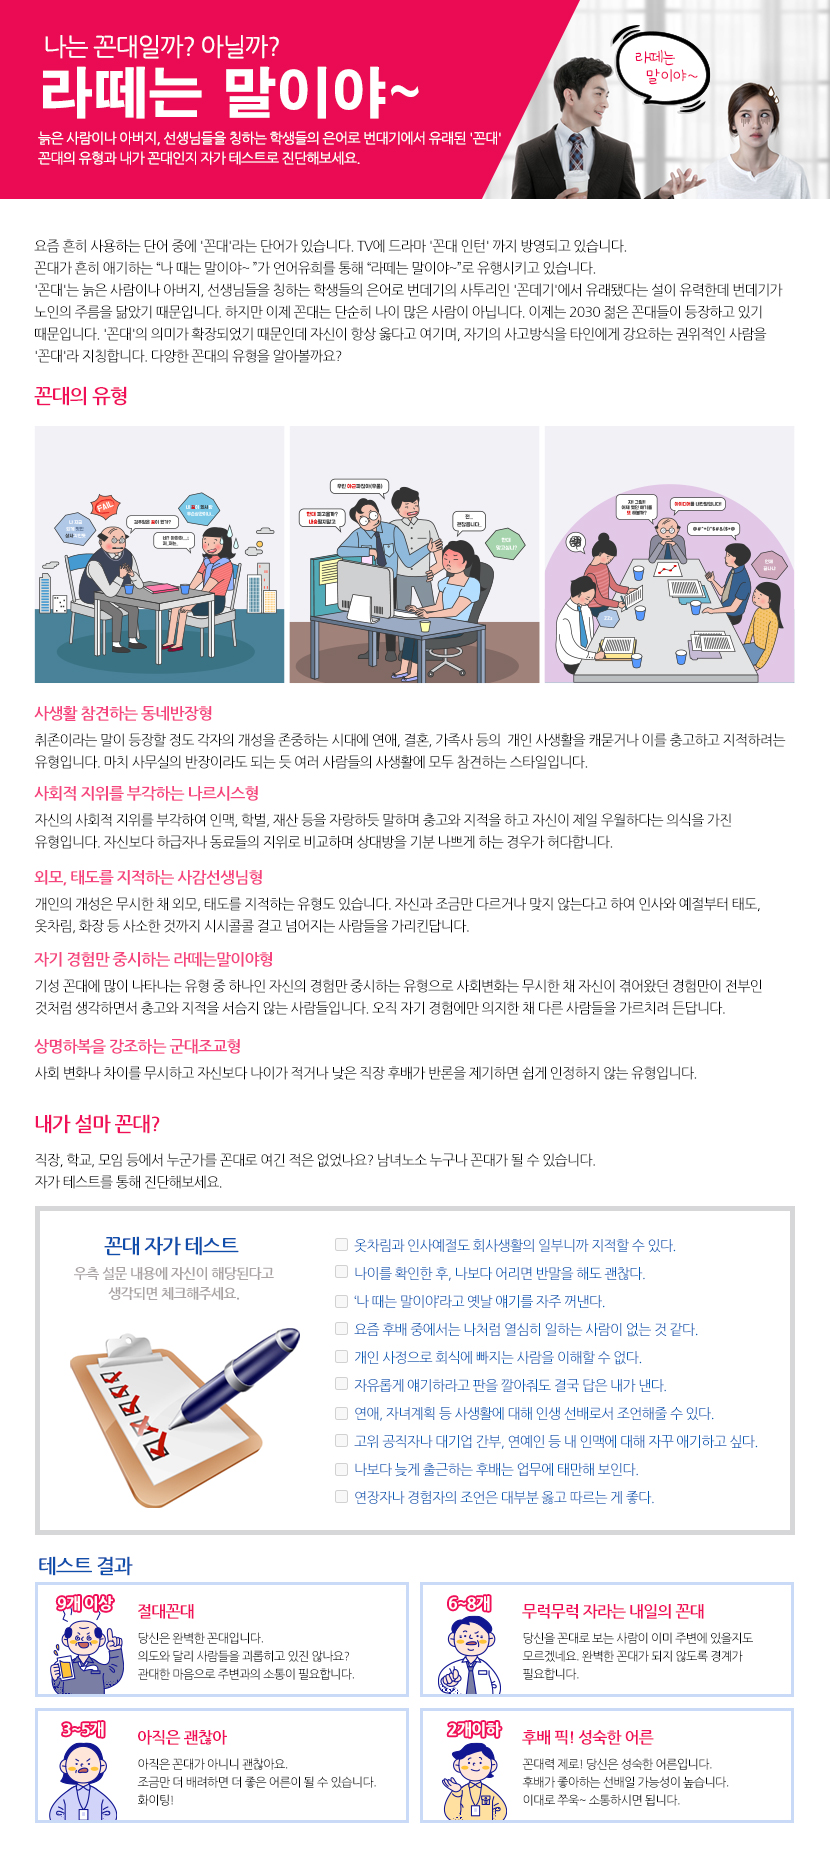 나는 꼰대일까? 아닐까?
라떼는 말이야~
늙은 사람이나 아버지, 선생님들을 칭하는 학생들의 은어로 번대기에서 유래된 '꼰대'
꼰대의 유형과 내가 꼰대인지 자가 테스트로 진단해보세요.
라떼는
말이야~
요즘 흔히 사용하는 단어 중에 '꼰대'라는 단어가 있습니다. TV에 드라마 '꼰대 인턴' 까지 방영되고 있습니다.
꼰대가 흔히 얘기하는 “나 때는 말이야~ ”가 언어유희를 통해 “라떼는 말이야~”로 유행시키고 있습니다.
'꼰대'는 늙은 사람이나 아버지, 선생님들을 칭하는 학생들의 은어로 번데기의 사투리인 '꼰데기'에서 유래됐다는 설이 유력한데 번데기가
노인의 주름을 닮았기 때문입니다. 하지만 이제 꼰대는 단순히 나이 많은 사람이 아닙니다. 이제는 2030 젊은 꼰대들이 등장하고 있기
때문입니다. '꼰대'의 의미가 확장되었기 때문인데 자신이 항상 옳다고 여기며, 자기의 사고방식을 타인에게 강요하는 권위적인 사람을
'꼰대'라 지칭합니다. 다양한 꼰대의 유형을 알아볼까요?
꼰대의 유형
FAIL
우린 야근파잖아(우울)
@#*+!*&#&($+@
사생활 참견하는 동네반장형
취존이라는 말이 등장할 정도 각자의 개성을 존중하는 시대에 연애, 결혼, 가족사 등의 개인 사생활을 캐묻거나 이를 충고하고 지적하려는
유형입니다. 마치 사무실의 반장이라도 되는 듯 여러 사람들의 사생활에 모두 참견하는 스타일입니다.
사회적 지위를 부각하는 나르시스형
자신의 사회적 지위를 부각하여 인맥, 학벌, 재산 등을 자랑하듯 말하며 충고와 지적을 하고 자신이 제일 우월하다는 의식을 가진
유형입니다. 자신보다 하급자나 동료들의 지위로 비교하며 상대방을 기분 나쁘게 하는 경우가 허다합니다.
외모, 태도를 지적하는 사감선생님형
개인의 개성은 무시한 채 외모, 태도를 지적하는 유형도 있습니다. 자신과 조금만 다르거나 맞지 않는다고 하여 인사와 예절부터 태도,
옷차림, 화장 등 사소한 것까지 시시콜콜 걸고 넘어지는 사람들을 가리킨답니다.
자기 경험만 중시하는 라떼는말이야형
기성 꼰대에 많이 나타나는 유형 중 하나인 자신의 경험만 중시하는 유형으로 사회변화는 무시한 채 자신이 겪어왔던 경험만이 전부인
것처럼 생각하면서 충고와 지적을 서슴지 않는 사람들입니다. 오직 자기 경험에만 의지한 채 다른 사람들을 가르치려 든답니다.
상명하복을 강조하는 군대조교형
사회 변화나 차이를 무시하고 자신보다 나이가 적거나 낮은 직장 후배가 반론을 제기하면 쉽게 인정하지 않는 유형입니다.
내가 설마 꼰대?
직장, 학교, 모임 등에서 누군가를 꼰대로 여긴 적은 없었나요? 남녀노소 누구나 꼰대가 될 수 있습니다.
자가 테스트를 통해 진단해보세요.
꼰대 자가 테스트
우측 설문 내용에 자신이 해당된다고
생각되면 체크해주세요.
옷차림과 인사예절도 회사생활의 일부니까 지적할 수 있다.
나이를 확인한 후, 나보다 어리면 반말을 해도 괜찮다.
‘나 때는 말이야’라고 옛날 얘기를 자주 꺼낸다.
요즘 후배 중에서는 나처럼 열심히 일하는 사람이 없는 것 같다.
개인 사정으로 회식에 빠지는 사람을 이해할 수 없다.
자유롭게 얘기하라고 판을 깔아줘도 결국 답은 내가 낸다.
연애, 자녀계획 등 사생활에 대해 인생 선배로서 조언해줄 수 있다.
고위 공직자나 대기업 간부, 연예인 등 내 인맥에 대해 자꾸 얘기하고 싶다.
나보다 늦게 출근하는 후배는 업무에 태만해 보인다.
연장자나 경험자의 조언은 대부분 옳고 따르는 게 좋다.
테스트 결과
9개 이상
절대꼰대
당신은 완벽한 꼰대입니다.
의도와 달리 사람들을 괴롭히고 있진 않나요?
관대한 마음으로 주변과의 소통이 필요합니다.
6~8개
무럭무럭 자라는 내일의 꼰대
당신을 꼰대로 보는 사람이 이미 주변에 있을지도
모르겠네요. 완벽한 꼰대가 되지 않도록 경계가
필요합니다.
3~5개
아직은 괜찮아
아직은 꼰대가 아니니 괜찮아요.
조금만 더 배려하면 더 좋은 어른이 될 수 있습니다.
화이팅!
2개이하
후배 픽! 성숙한 어른
꼰대력 제로! 당신은 성숙한 어른입니다.
후배가 좋아하는 선배일 가능성이 높습니다.
이대로 쭈욱~ 소통하시면 됩니다.